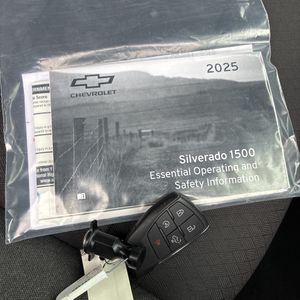 2025
CHEVROLET
Silverado 1500
Essential Operating and
Safety Information